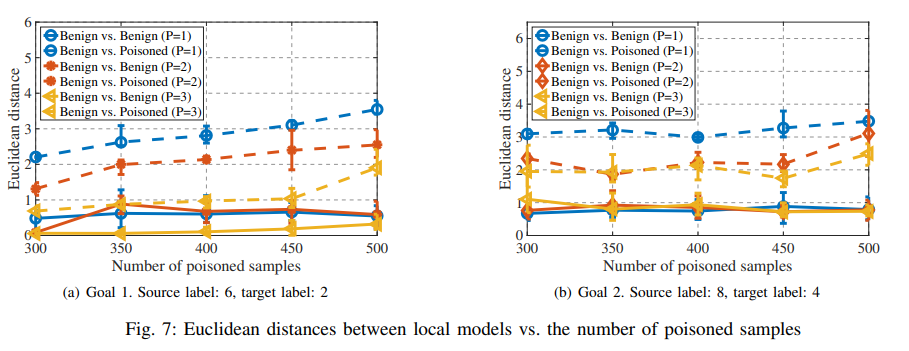 6
5
4
3
2
1
0
Euclidean distance
Benign vs. Benign (P=1)
Benign vs. Poisoned (P=1)
Benign vs. Benign (P=2)
Benign vs. Poisoned (P=2)
Benign vs. Benign (P=3)
Benign vs. Poisoned (P=3)
300 350 400 450 500
Number of poisoned samples
(a) Goal 1. Source label: 6, target label: 2
6
5
4
3
2
1
0
Euclidean distance
Benign vs. Benign (P=1)
Benign vs. Poisoned (P=1)
Benign vs. Benign (P=2)
Benign vs. Poisoned (P=2)
Benign vs. Benign (P=3)
Benign vs. Poisoned (P=3)
300 350 400 450 500
Number of poisoned samples
(b) Goal 2. Source label: 8, target label: 4
Fig. 7: Euclidean distances between local models vs. the number of poisoned samples